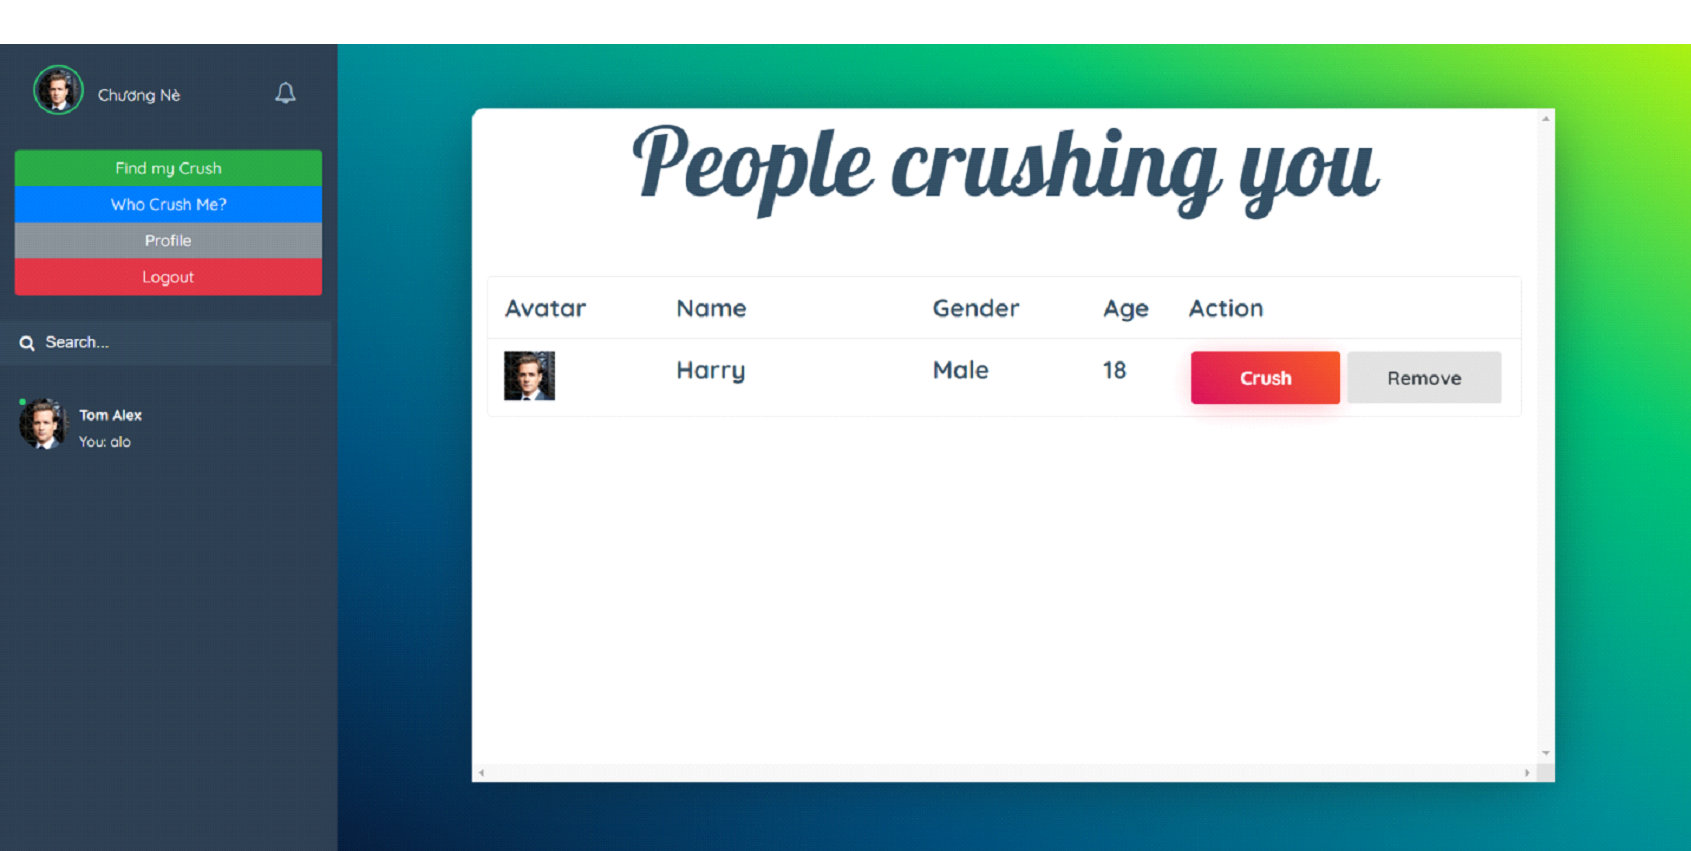 Chương Nè
Find my Crush
Who Crush Me?
Profile
Logout
Search...
Tom Alex
You: alo
People crushing you
Avatar Name Gender Age Action
Harry Male 18 Crush Remove